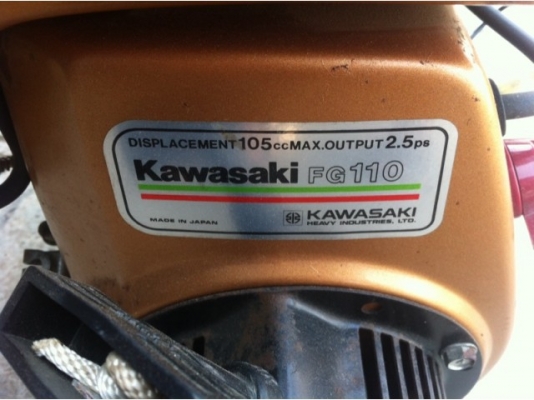 DISPLACEMENT 105cc MAX.OUTPUT 2.5ps
Kawasaki FG110
MADE IN JAPAN
KAWASAKI
HEAVY INDUSTRIES, LTD.